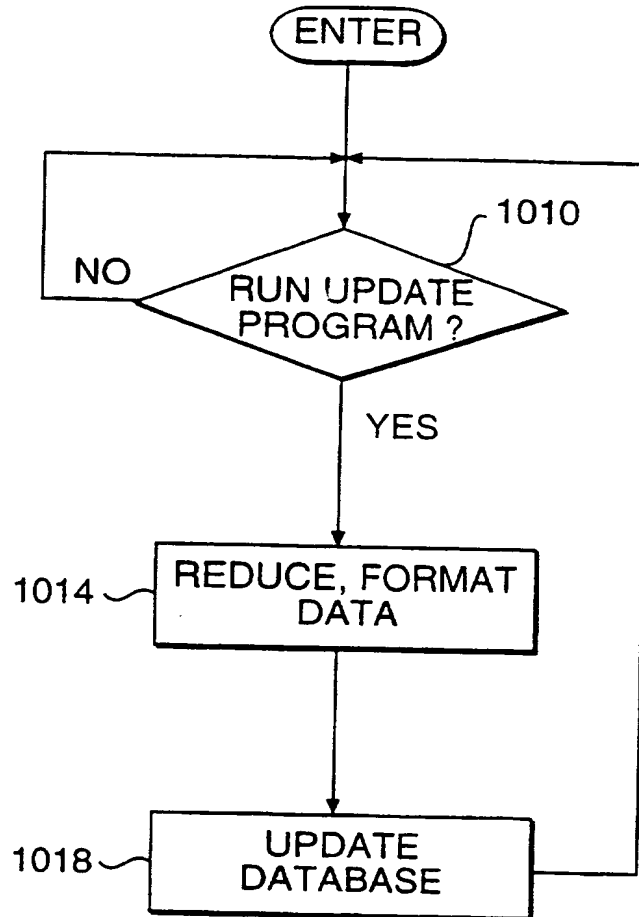 ENTER
1010
NO
RUN UPDATE
PROGRAM ?
YES
1014
REDUCE, FORMAT
DATA
1018
UPDATE
DATABASE